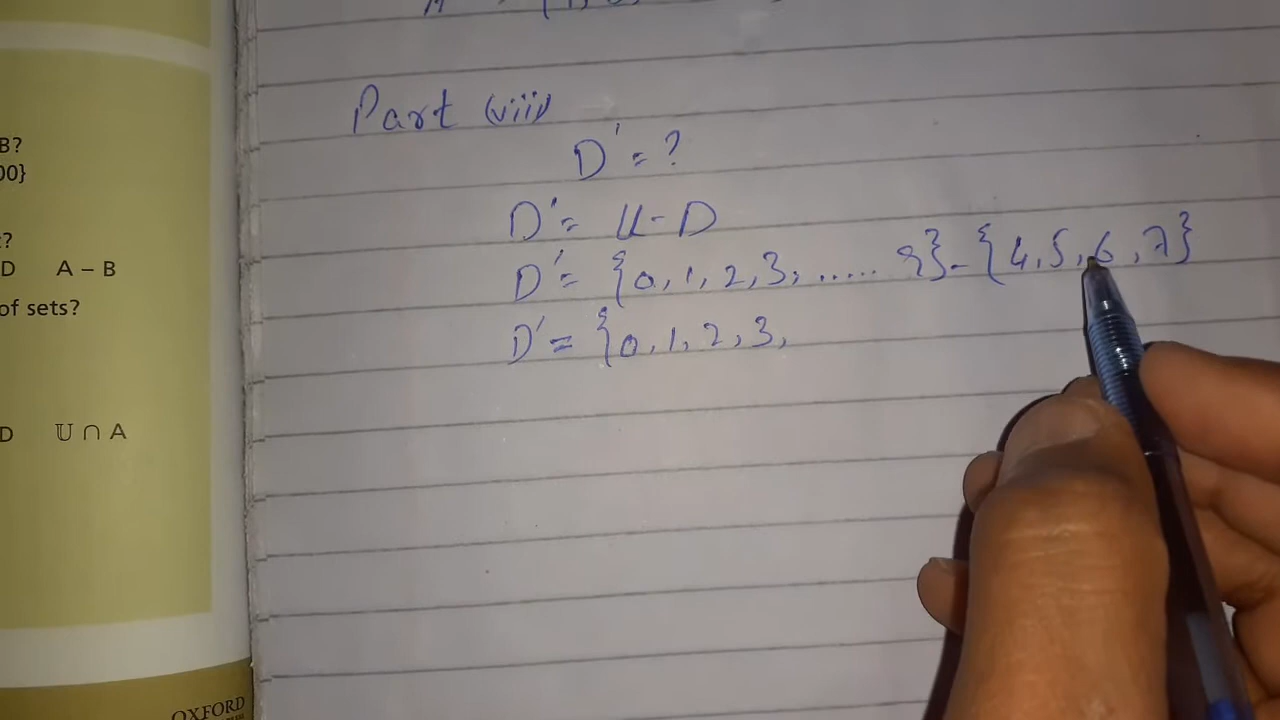 B?
00}
?
D A – B
of sets?
D 𝕌 ∩ A
OXFORD
Part (viii)
D' = ?
D' = U - D
D' = {0, 1, 2, 3, ..... 9} - {4, 5, 6, 7}
D' = {0, 1, 2, 3,